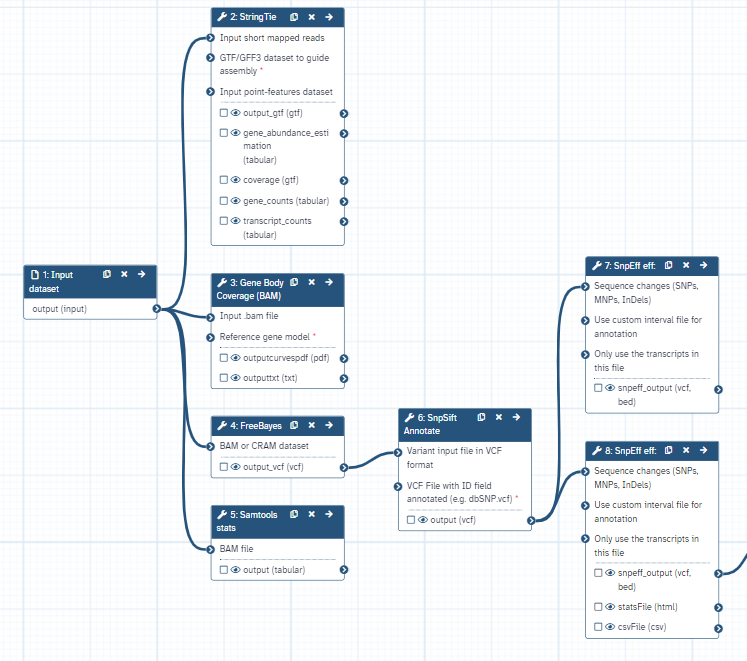 2: StringTie
Input short mapped reads
GTF/GFF3 dataset to guide
assembly *
Input point-features dataset
output_gtf (gtf)
gene_abundance_esti
mation
(tabular)
coverage (gtf)
gene_counts (tabular)
transcript_counts
(tabular)
1: Input
dataset
output (input)
3: Gene Body
Coverage (BAM)
Input .bam file
Reference gene model *
outputcurvespdf (pdf)
outputtxt (txt)
4: FreeBayes
BAM or CRAM dataset
output_vcf (vcf)
5: Samtools
stats
BAM file
output (tabular)
6: SnpSift
Annotate
Variant input file in VCF
format
VCF File with ID field
annotated (e.g. dbSNP.vcf) *
output (vcf)
7: SnpEff eff:
Sequence changes (SNPs,
MNPs, InDels)
Use custom interval file for
annotation
Only use the transcripts in
this file
snpeff_output (vcf,
bed)
8: SnpEff eff:
Sequence changes (SNPs,
MNPs, InDels)
Use custom interval file for
annotation
Only use the transcripts in
this file
snpeff_output (vcf,
bed)
statsFile (html)
csvFile (csv)